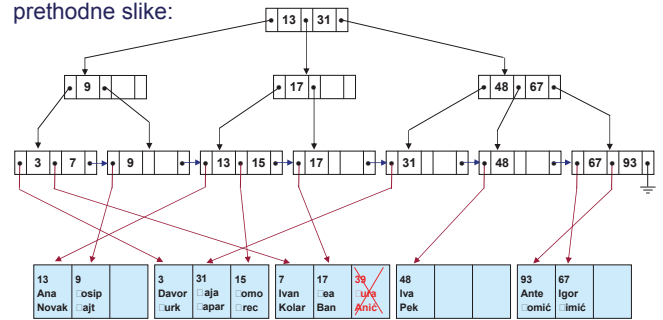 prethodne slike:
13 31
9
17
48 67
3 7
9
13 15
17
31
48
67 93
13
Ana
Novak
9
□osip
□ajt
3
Davor
□urk
31
□aja
□apar
15
□omo
□rec
7
Ivan
Kolar
17
□ea
Ban
39
□ura
Anić
48
Iva
Pek
93
Ante
□omić
67
Igor
□imić